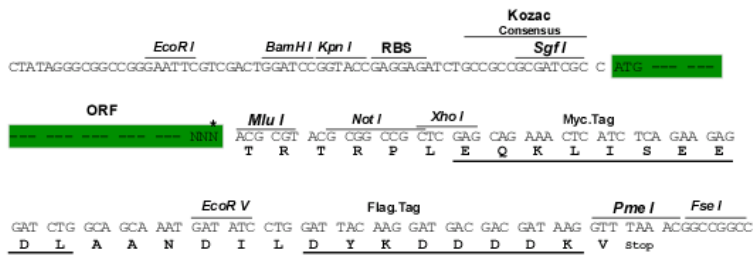 Kozac
Consensus
EcoR I BamH I Kpn I RBS Sgf I
CTATAGGGCGGCCGGGAATTCGTCGACTGGATCCGGTACCGAGGAGATCTGCCGCCGCGATCGC C ATG --- ---
ORF
* Mlu I Not I Xho I Myc.Tag
--- --- --- --- --- --- NNN ACG CGT ACG CGG CCG CTC GAG CAG AAA CTC ATC TCA GAA GAG
T R T R P L E Q K L I S E E
EcoR V Flag.Tag Pme I Fse I
GAT CTG GCA GCA AAT GAT ATC CTG GAT TAC AAG GAT GAC GAC GAT AAG GTT TAA ACGGCCGGCC
D L A A N D I L D Y K D D D D K V Stop